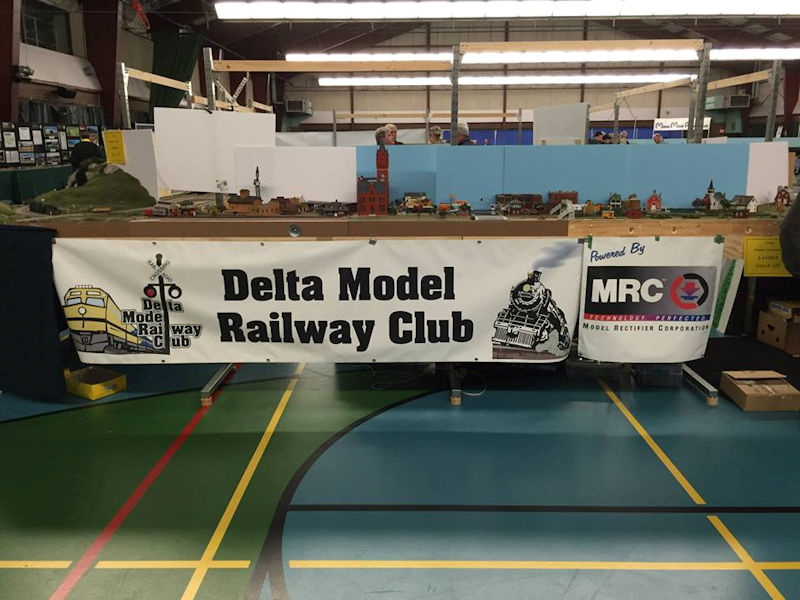 Delta Model
Railway Club
Delta
Model
Railway
Club
Powered By
MRC
TECHNOLOGY, PERFECTED
MODEL RECTIFIER CORPORATION